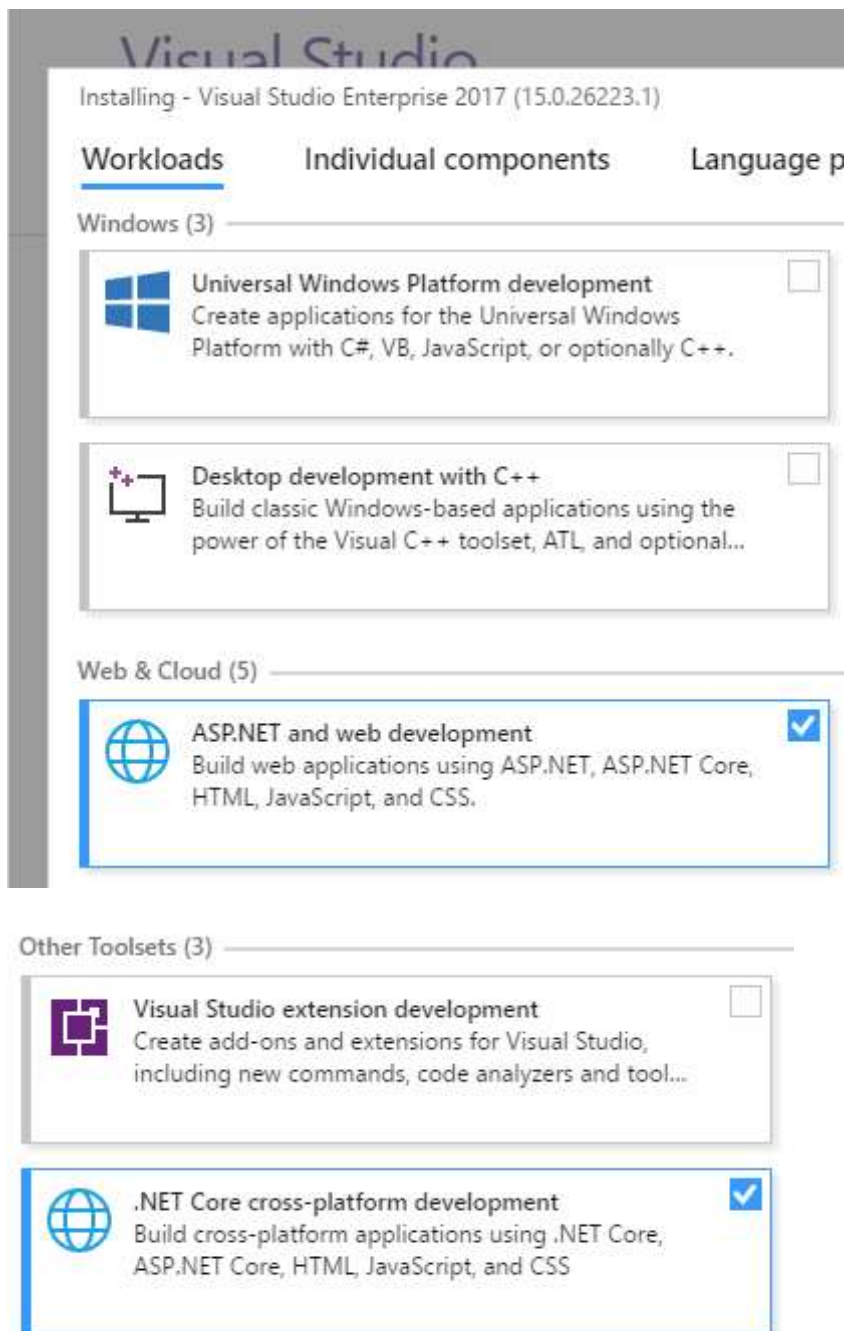 Visual Studio
Installing - Visual Studio Enterprise 2017 (15.0.26223.1)
Workloads Individual components Language p
Windows (3)
Universal Windows Platform development
Create applications for the Universal Windows
Platform with C#, VB, JavaScript, or optionally C++.
Desktop development with C++
Build classic Windows-based applications using the
power of the Visual C++ toolset, ATL, and optional...
Web & Cloud (5)
ASP.NET and web development
Build web applications using ASP.NET, ASP.NET Core,
HTML, JavaScript, and CSS.
Other Toolsets (3)
Visual Studio extension development
Create add-ons and extensions for Visual Studio,
including new commands, code analyzers and tool...
.NET Core cross-platform development
Build cross-platform applications using .NET Core,
ASP.NET Core, HTML, JavaScript, and CSS